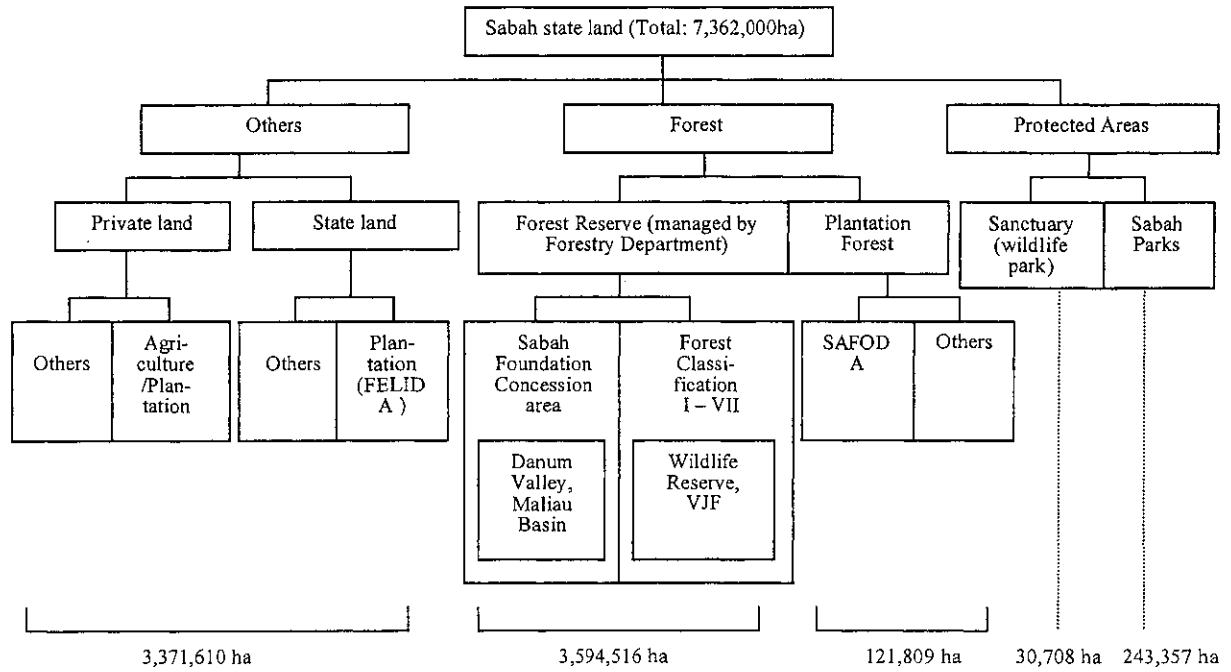 Sabah state land (Total: 7,362,000ha)
Others
Forest
Protected Areas
Private land
State land
Forest Reserve (managed by
Forestry Department)
Plantation
Forest
Sanctuary
(wildlife
park)
Sabah
Parks
Others
Agri-
culture
/Plan-
tation
Others
Plan-
tation
(FELID
A )
Sabah
Foundation
Concession
area
Forest
Classi-
fication
I – VII
SAFOD
A
Others
Danum
Valley,
Maliau
Basin
Wildlife
Reserve,
VJF
3,371,610 ha
3,594,516 ha
121,809 ha
30,708 ha
243,357 ha